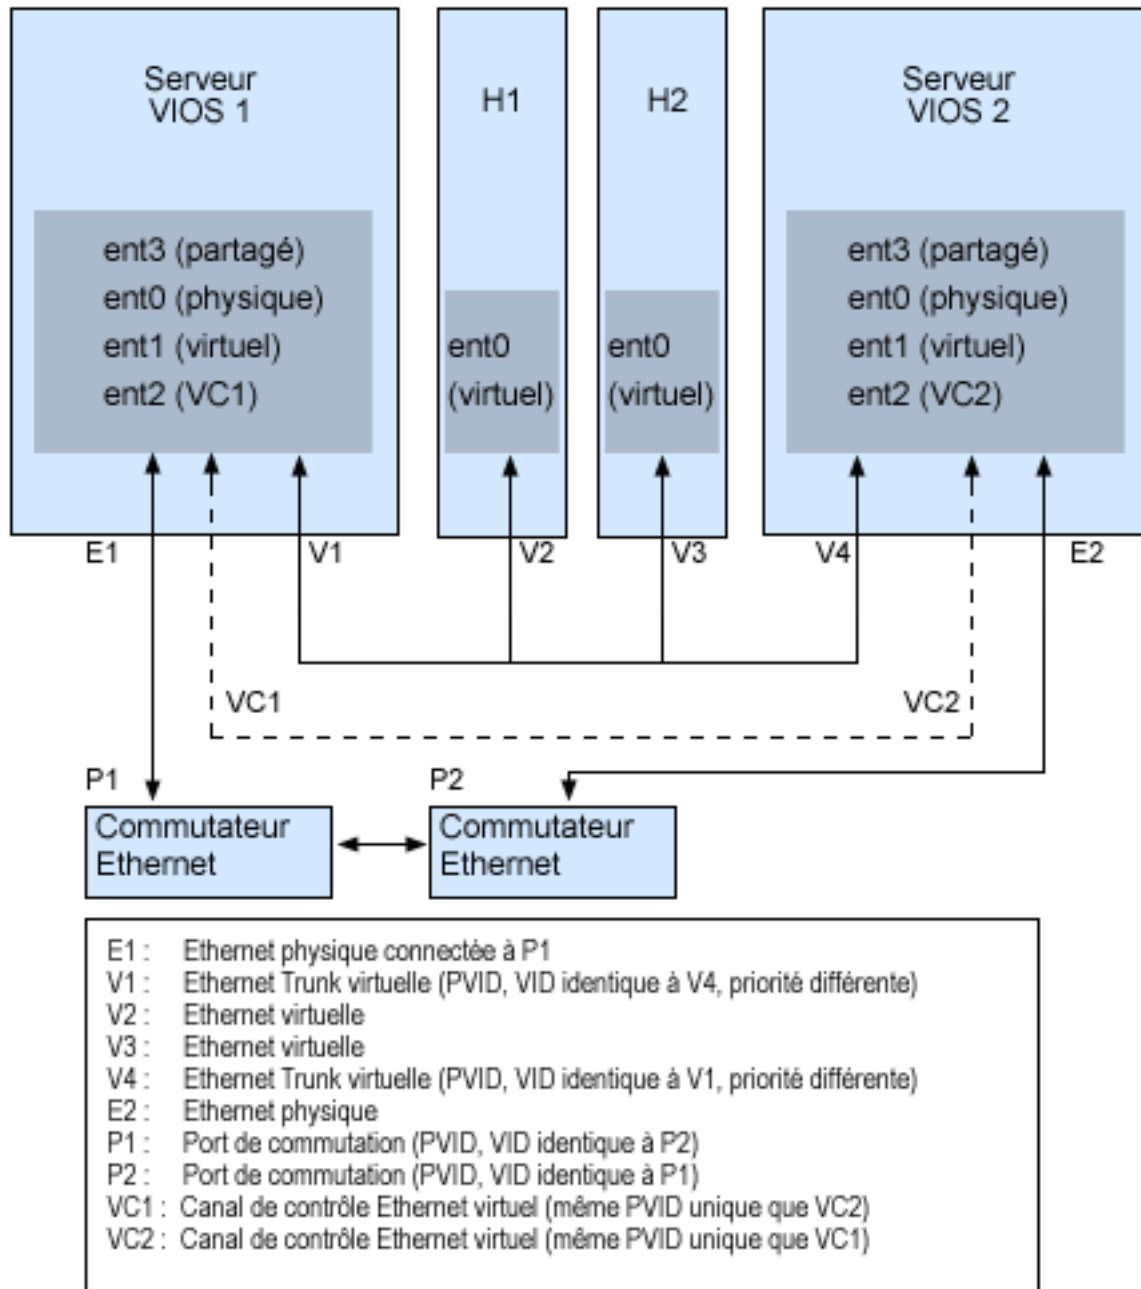 Serveur
VIOS 1
H1
H2
Serveur
VIOS 2
ent3 (partagé)
ent0 (physique)
ent1 (virtuel)
ent2 (VC1)
ent0
(virtuel)
ent0
(virtuel)
ent3 (partagé)
ent0 (physique)
ent1 (virtuel)
ent2 (VC2)
E1
V1
V2
V3
V4
E2
VC1
VC2
P1
P2
Commutateur
Ethernet
Commutateur
Ethernet
E1 : Ethernet physique connectée à P1
V1 : Ethernet Trunk virtuelle (PVID, VID identique à V4, priorité différente)
V2 : Ethernet virtuelle
V3 : Ethernet virtuelle
V4 : Ethernet Trunk virtuelle (PVID, VID identique à V1, priorité différente)
E2 : Ethernet physique
P1 : Port de commutation (PVID, VID identique à P2)
P2 : Port de commutation (PVID, VID identique à P1)
VC1 : Canal de contrôle Ethernet virtuel (même PVID unique que VC2)
VC2 : Canal de contrôle Ethernet virtuel (même PVID unique que VC1)